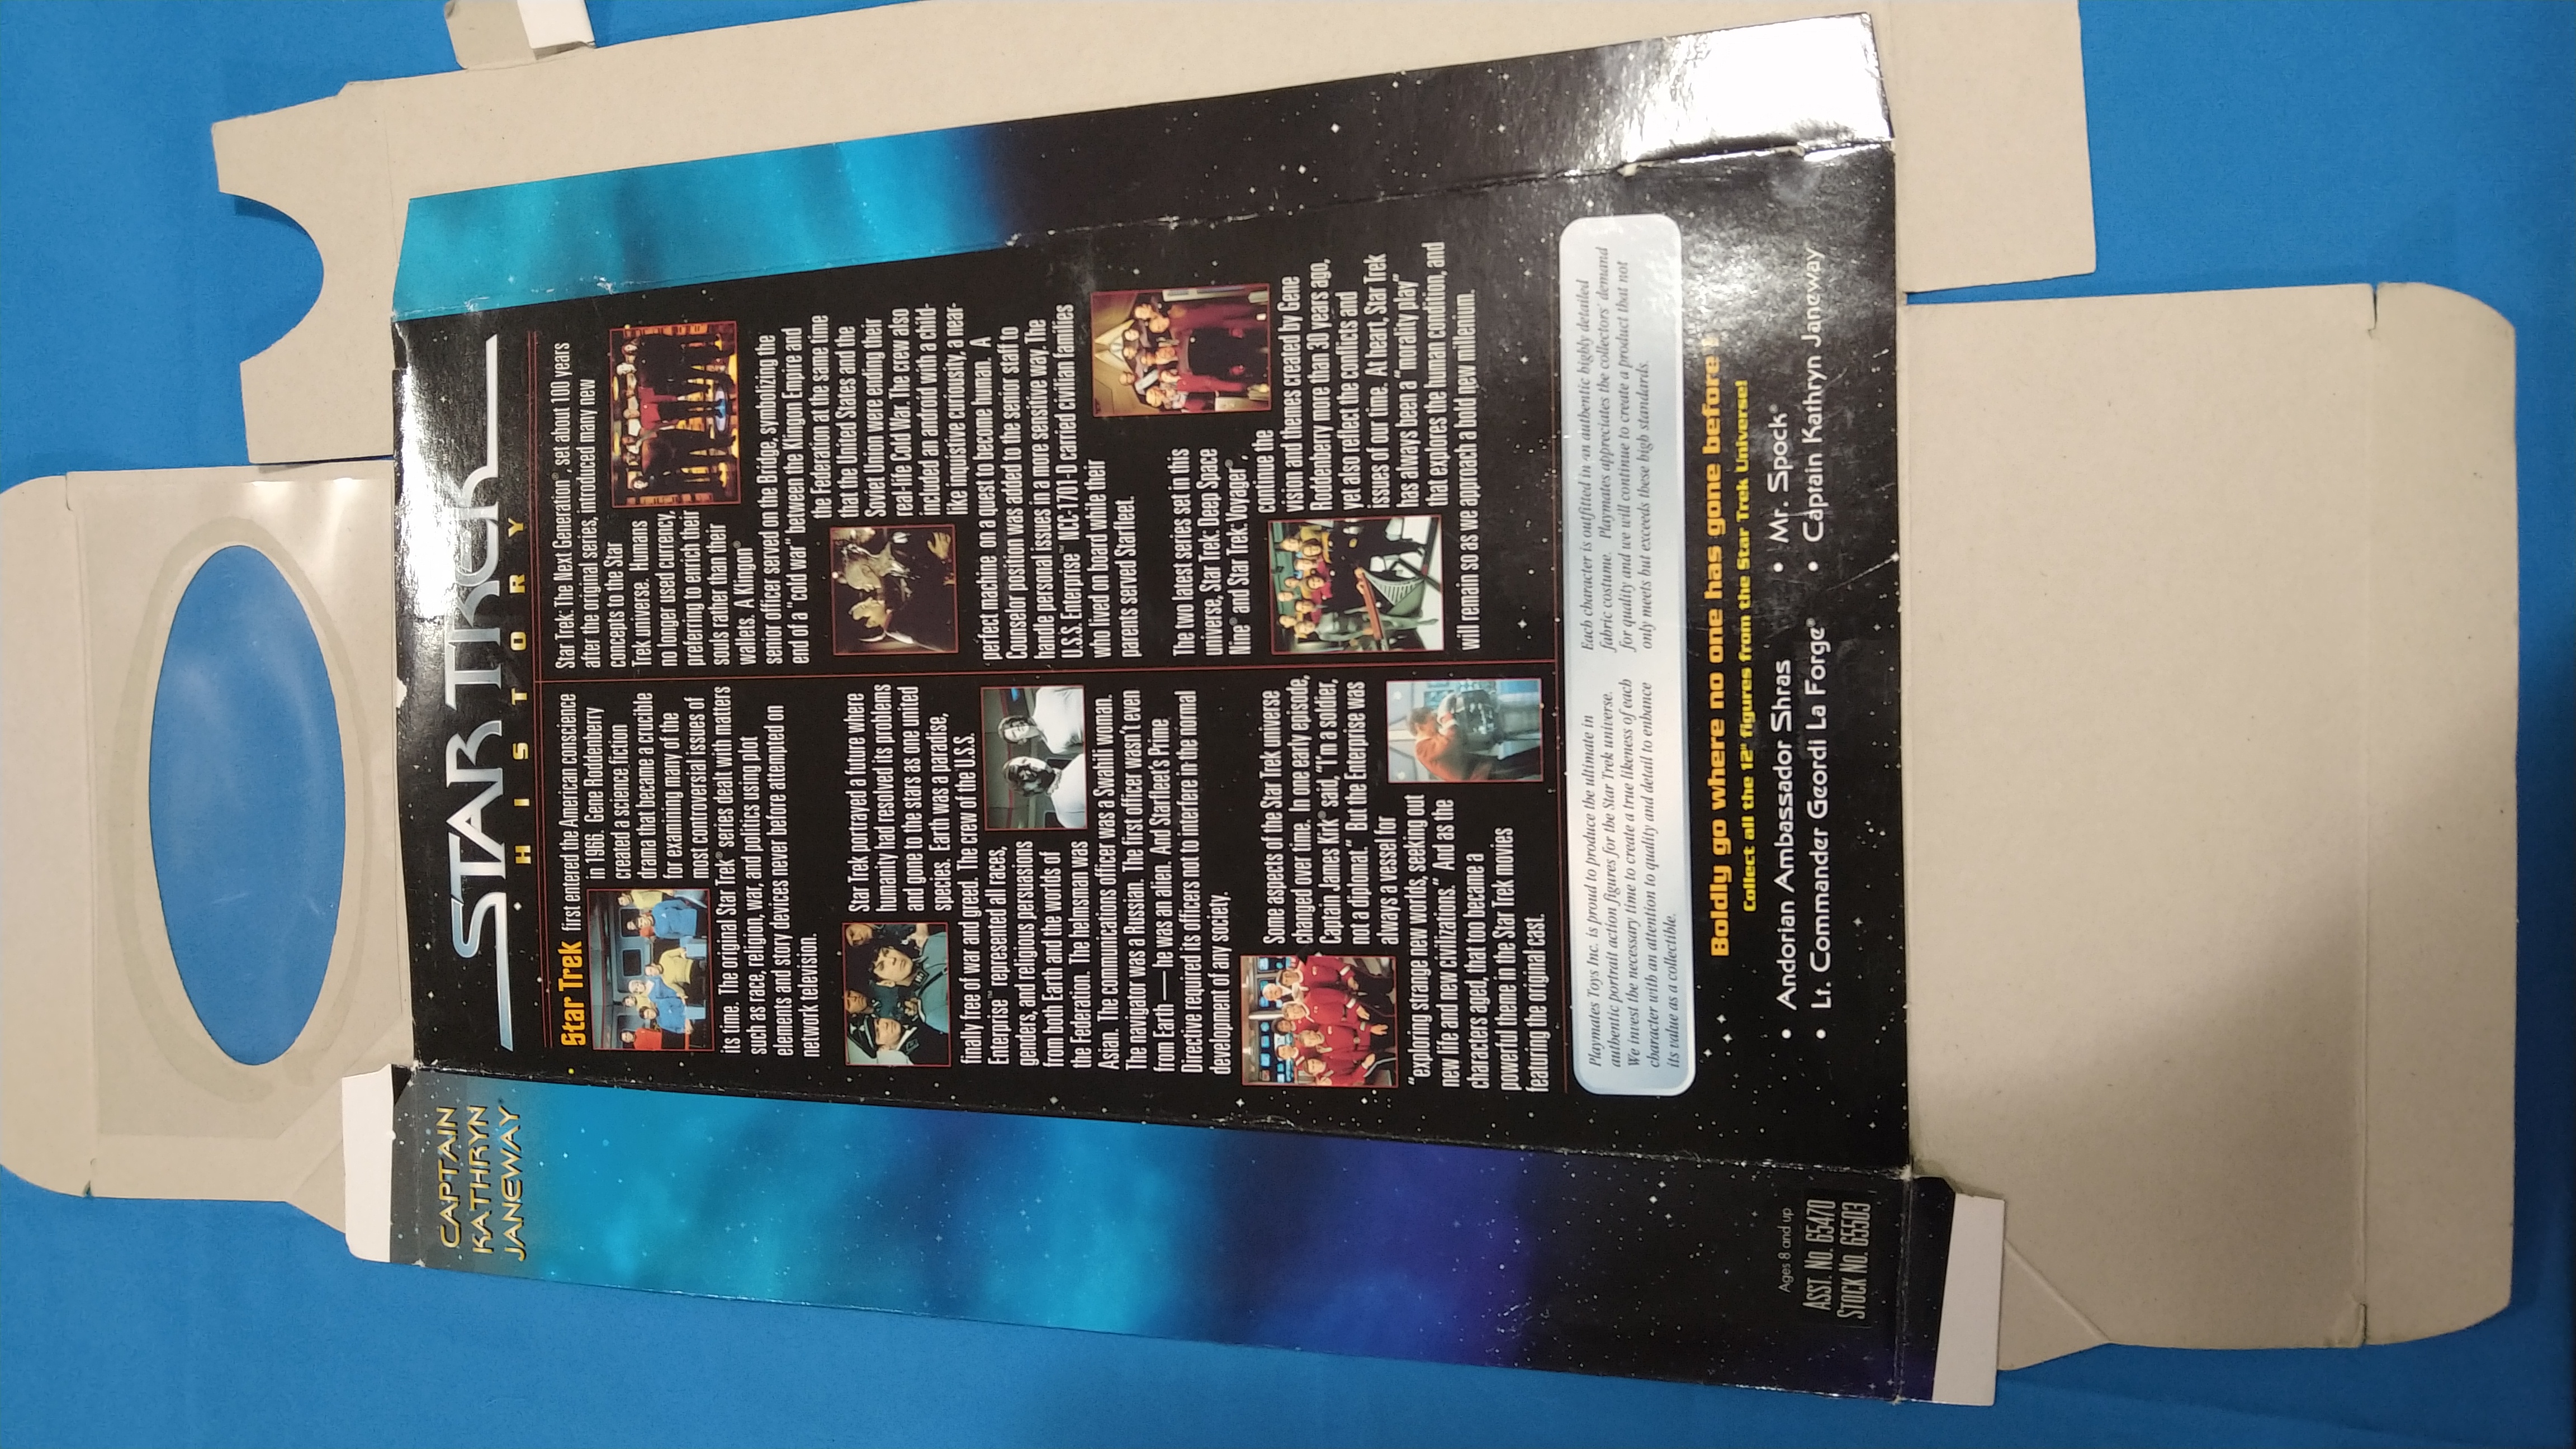 CAPTAIN
KATHRYN
JANEWAY®
STAR TREK
HISTORY
Star Trek first entered the American conscience
in 1966. Gene Roddenberry
created a science fiction
drama that became a crucible
for examining many of the
most controversial issues of
its time. The original Star Trek® series dealt with matters
such as race, religion, war, and politics using plot
elements and story devices never before attempted on
network television.
Star Trek portrayed a future where
humanity had resolved its problems
and gone to the stars as one united
species. Earth was a paradise,
finally free of war and greed. The crew of the U.S.S.
Enterprise™ represented all races,
genders, and religious persuasions
from both Earth and the worlds of
the Federation. The helmsman was
Asian. The communications officer was a Swahili woman.
The navigator was a Russian. The first officer wasn't even
from Earth — he was an alien. And Starfleet's Prime
Directive required its officers not to interfere in the normal
development of any society.
Some aspects of the Star Trek universe
changed over time. In one early episode,
Captain James Kirk® said, "I'm a soldier,
not a diplomat." But the Enterprise was
always a vessel for
"exploring strange new worlds, seeking out
new life and new civilizations." And as the
characters aged, that too became a
powerful theme in the Star Trek movies
featuring the original cast.
Star Trek: The Next Generation®, set about 100 years
after the original series, introduced many new
concepts to the Star
Trek universe. Humans
no longer used currency,
preferring to enrich their
souls rather than their
wallets. A Klingon®
senior officer served on the Bridge, symbolizing the
end of a "cold war" between the Klingon Empire and
the Federation at the same time
that the United States and the
Soviet Union were ending their
real-life Cold War. The crew also
included an android with a child-
like inquistive curiousity, a near-
perfect machine on a quest to become human. A
Counselor position was added to the senior staff to
handle personal issues in a more sensitive way. The
U.S.S. Enterprise™ NCC-1701-D carried civilian families
who lived on board while their
parents served Starfleet.
The two latest series set in this
universe, Star Trek: Deep Space
Nine® and Star Trek: Voyager®,
continue the
vision and themes created by Gene
Roddenberry more than 30 years ago,
yet also reflect the conflicts and
issues of our time. At heart, Star Trek
has always been a "morality play"
that explores the human condition, and
will remain so as we approach a bold new millenium.
Playmates Toys Inc. is proud to produce the ultimate in
authentic portrait action figures for the Star Trek universe.
We invest the necessary time to create a true likeness of each
character with an attention to quality and detail to enhance
its value as a collectible.
Each character is outfitted in an authentic highly detailed
fabric costume. Playmates appreciates the collectors' demand
for quality and we will continue to create a product that not
only meets but exceeds these high standards.
Boldly go where no one has gone before!
Collect all the 12" figures from the Star Trek Universe!
• Andorian Ambassador Shras
• Lt. Commander Geordi La Forge®
• Mr. Spock®
• Captain Kathryn Janeway
Ages 8 and up
ASST. NO. 65470
STOCK NO. 65503